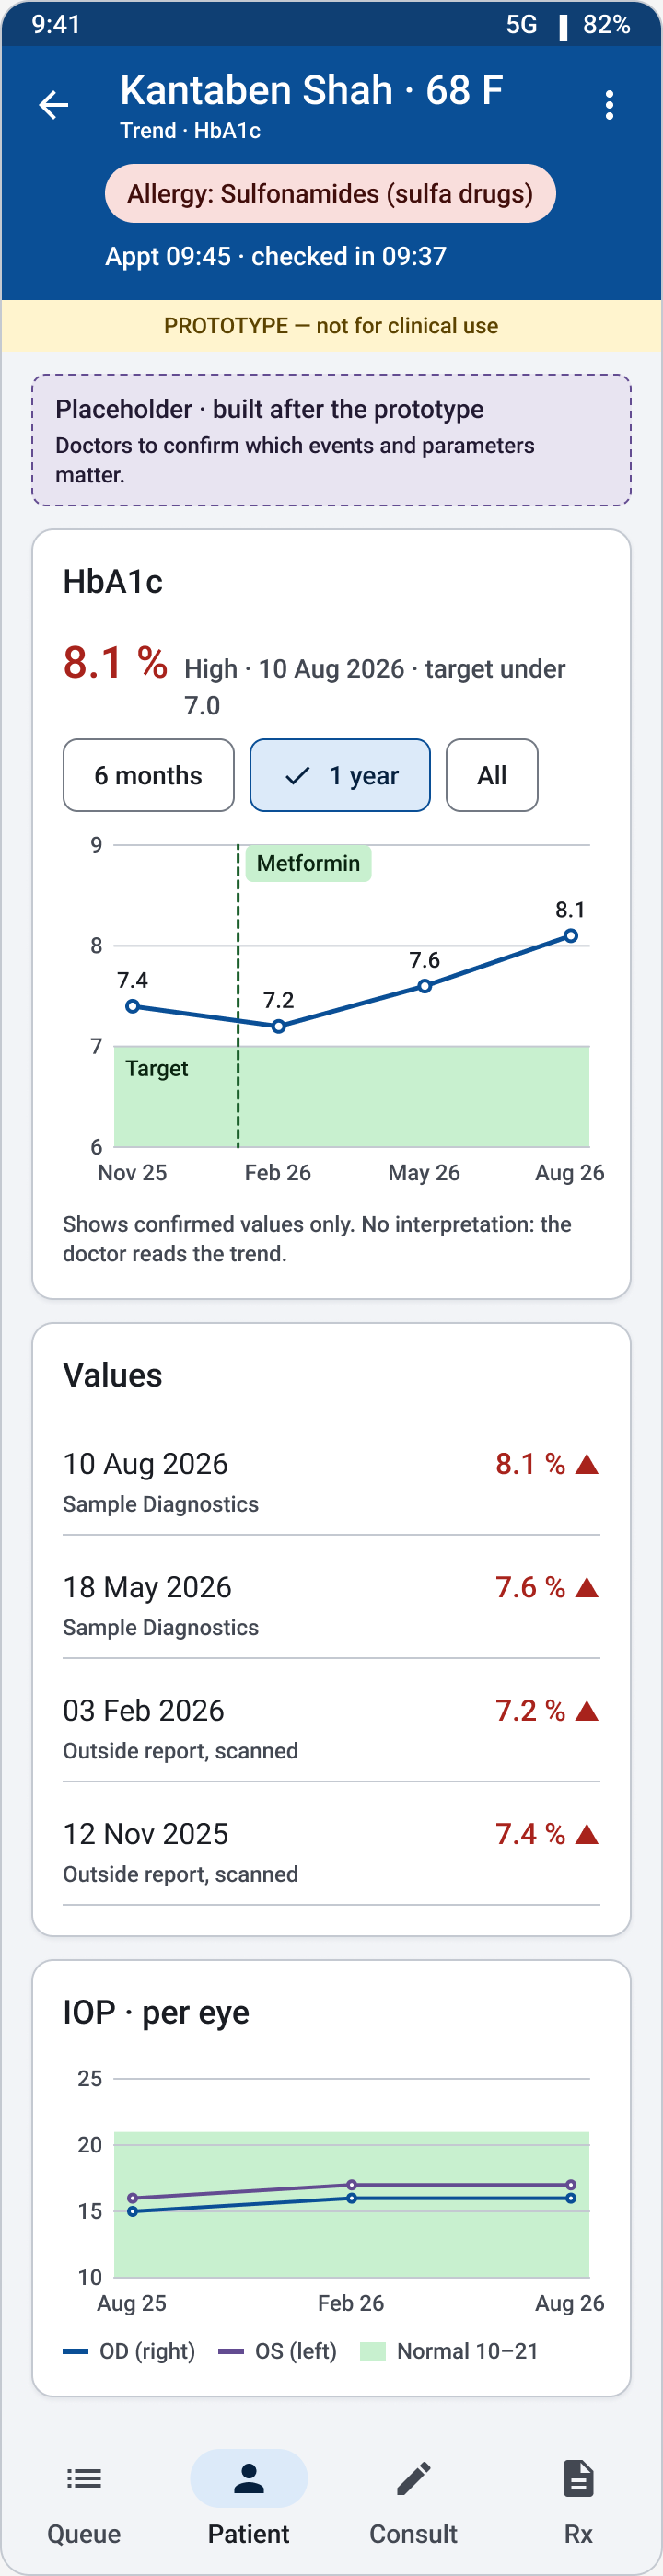 9:41 5G 82%
Kantaben Shah · 68 F
Trend · HbA1c
Allergy: Sulfonamides (sulfa drugs)
Appt 09:45 · checked in 09:37
PROTOTYPE — not for clinical use
Placeholder · built after the prototype
Doctors to confirm which events and parameters
matter.
HbA1c
8.1 % High · 10 Aug 2026 · target under
7.0
6 months 1 year All
9
Metformin
8.1
8
7.6
7.4
7.2
7
Target
6
Nov 25 Feb 26 May 26 Aug 26
Shows confirmed values only. No interpretation: the
doctor reads the trend.
Values
10 Aug 2026 8.1 % ▲
Sample Diagnostics
18 May 2026 7.6 % ▲
Sample Diagnostics
03 Feb 2026 7.2 % ▲
Outside report, scanned
12 Nov 2025 7.4 % ▲
Outside report, scanned
IOP · per eye
25
20
15
10
Aug 25 Feb 26 Aug 26
OD (right) OS (left) Normal 10–21
Queue Patient Consult Rx